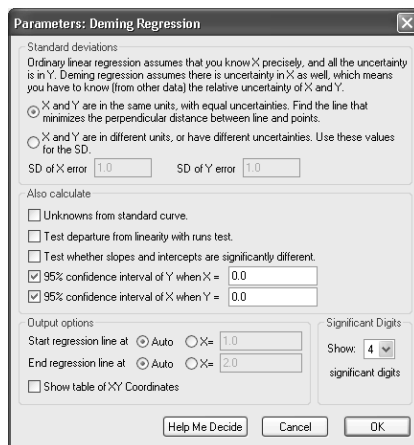 Parameters: Deming Regression
Standard deviations
Ordinary linear regression assumes that you know X precisely, and all the uncertainty
is in Y. Deming regression assumes there is uncertainty in X as well, which means
you have to know (from other data) the relative uncertainty of X and Y.
X and Y are in the same units, with equal uncertainties. Find the line that
minimizes the perpendicular distance between line and points.
X and Y are in different units, or have different uncertainties. Use these values
for the SD.
SD of X error 1.0 SD of Y error 1.0
Also calculate
Unknowns from standard curve.
Test departure from linearity with runs test.
Test whether slopes and intercepts are significantly different.
95% confidence interval of Y when X = 0.0
95% confidence interval of X when Y = 0.0
Output options
Start regression line at Auto X= 1.0
End regression line at Auto X= 2.0
Show table of XY Coordinates
Significant Digits
Show: 4
significant digits
Help Me Decide Cancel OK